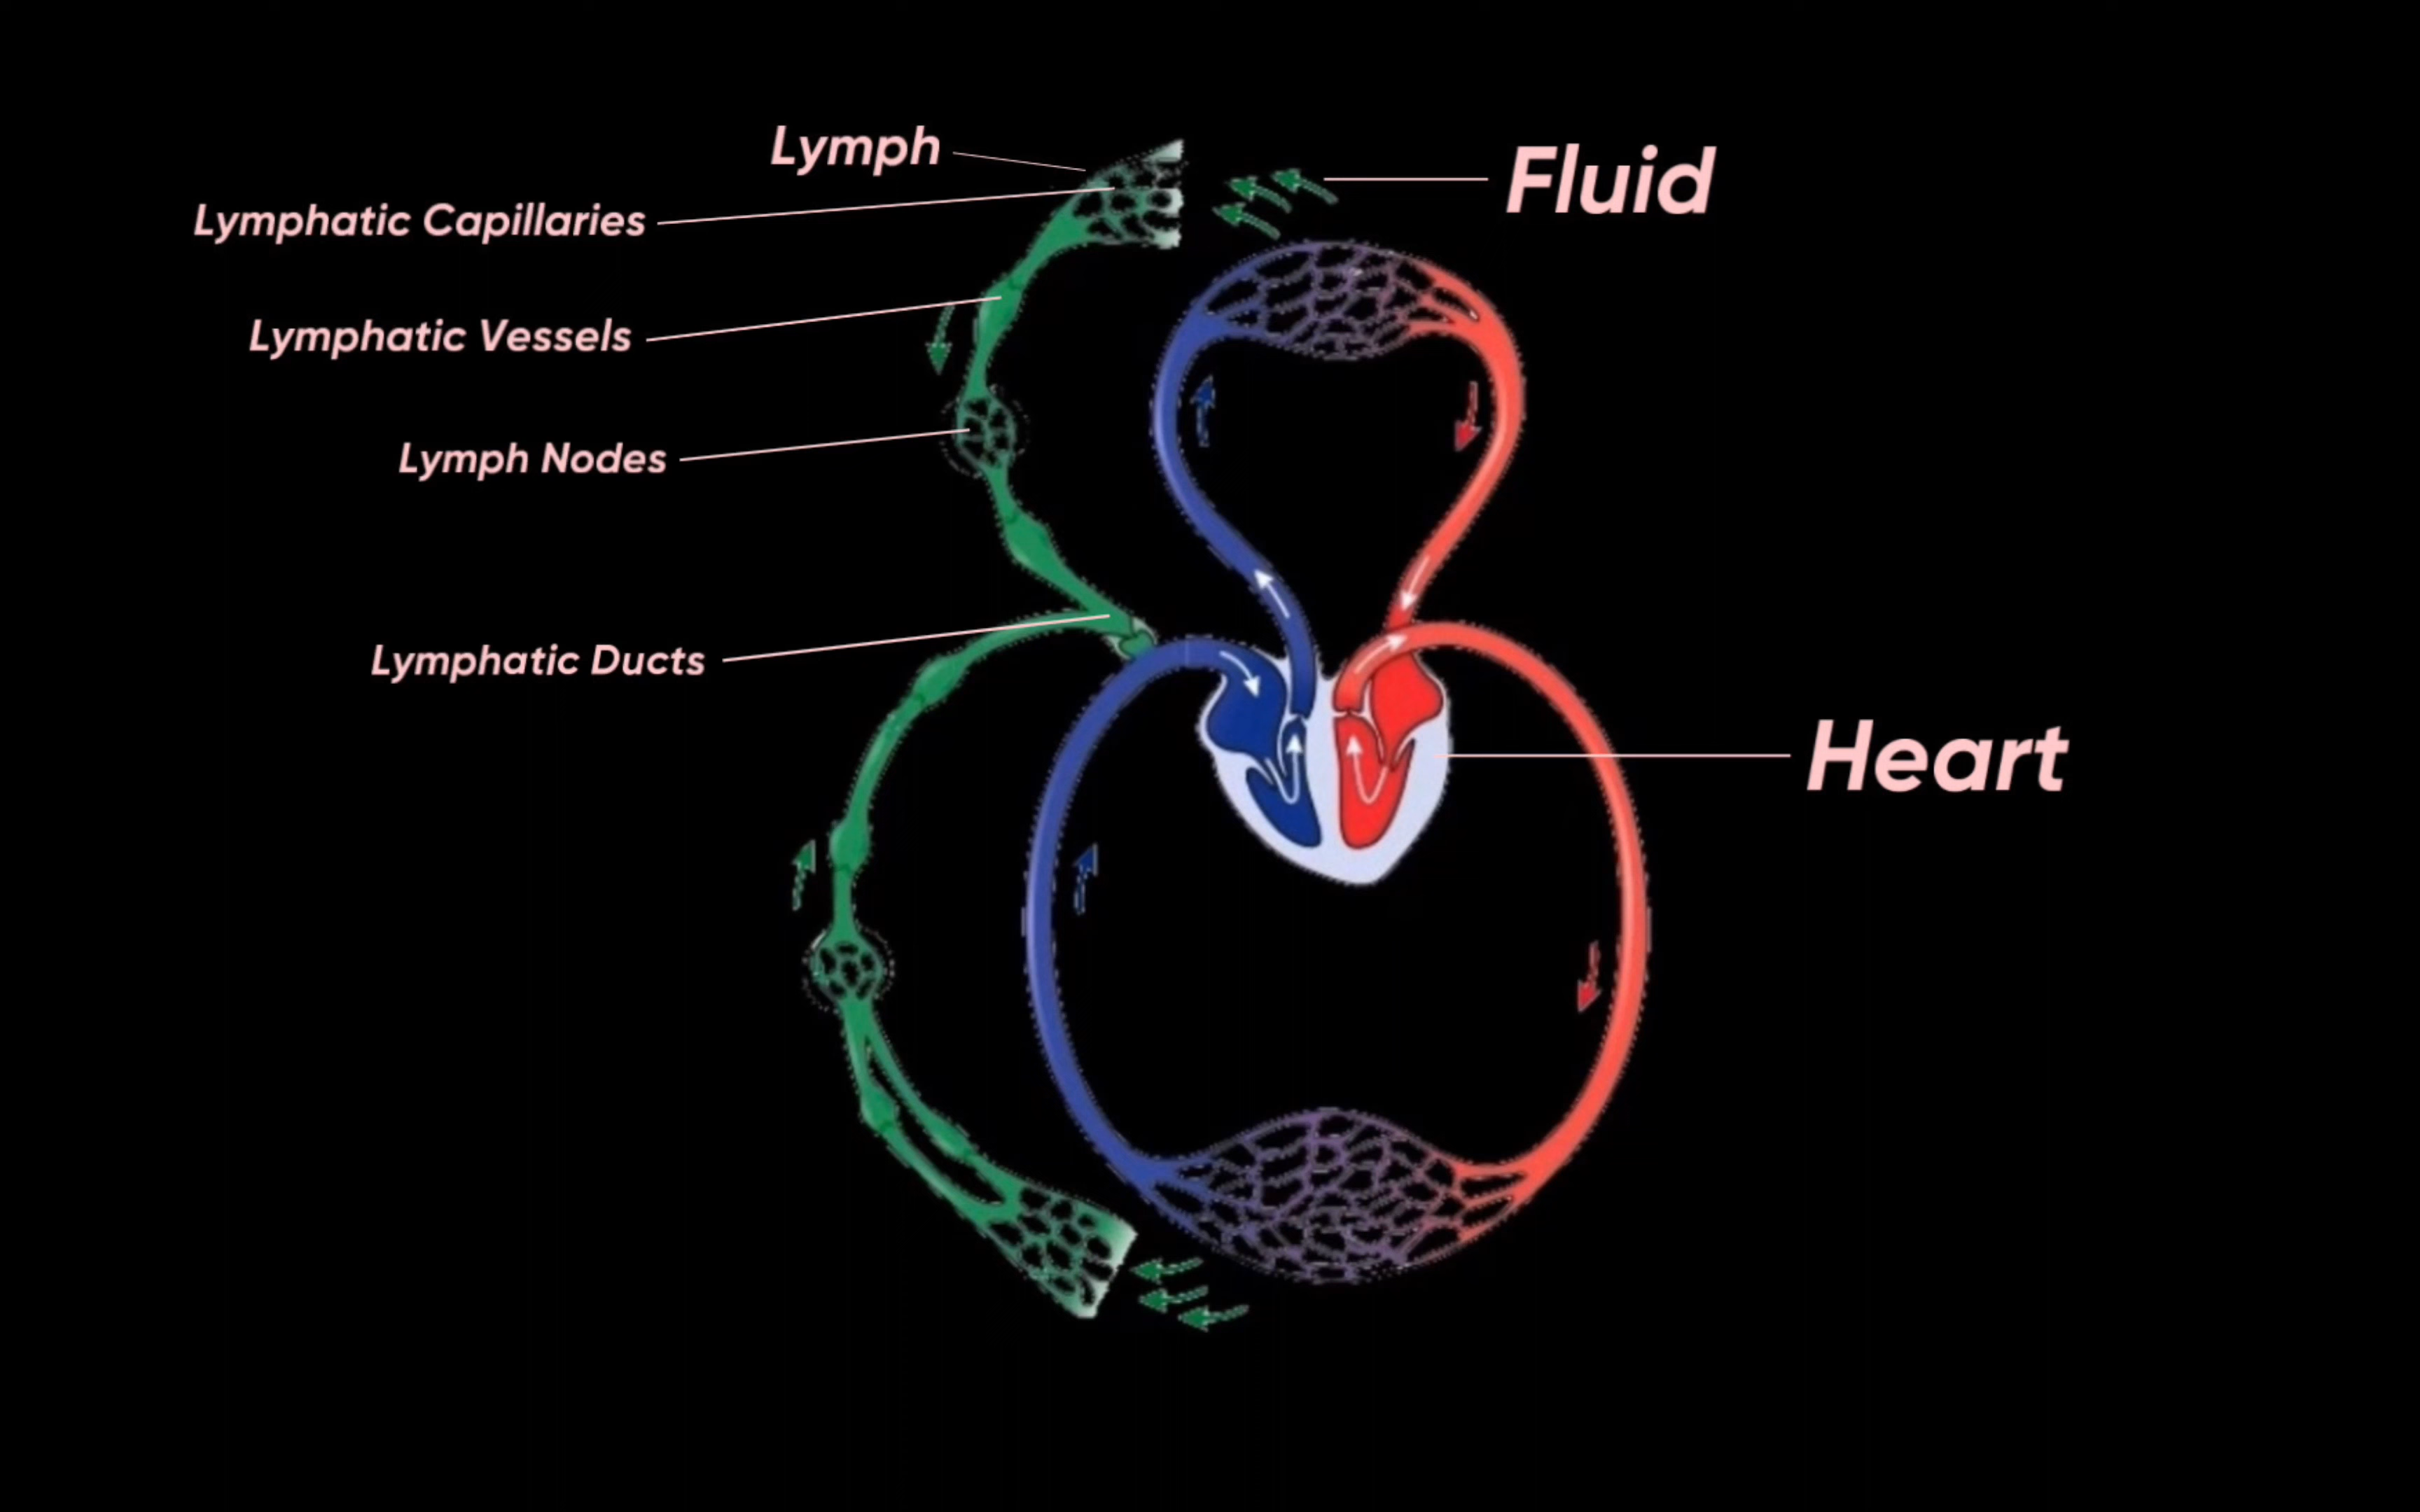 Lymph
Fluid
Lymphatic Capillaries
Lymphatic Vessels
Lymph Nodes
Lymphatic Ducts
Heart